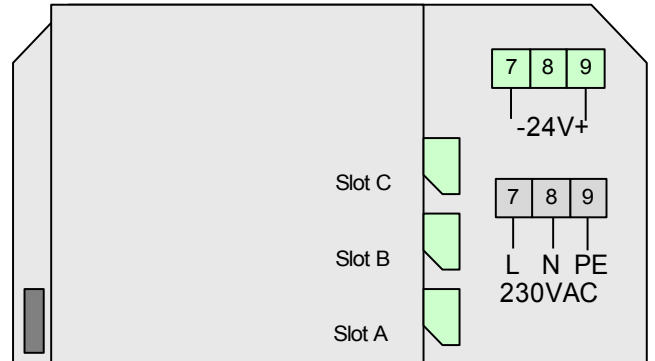 7 8 9
-24V+
Slot C
7 8 9
Slot B
L N PE
230VAC
Slot A